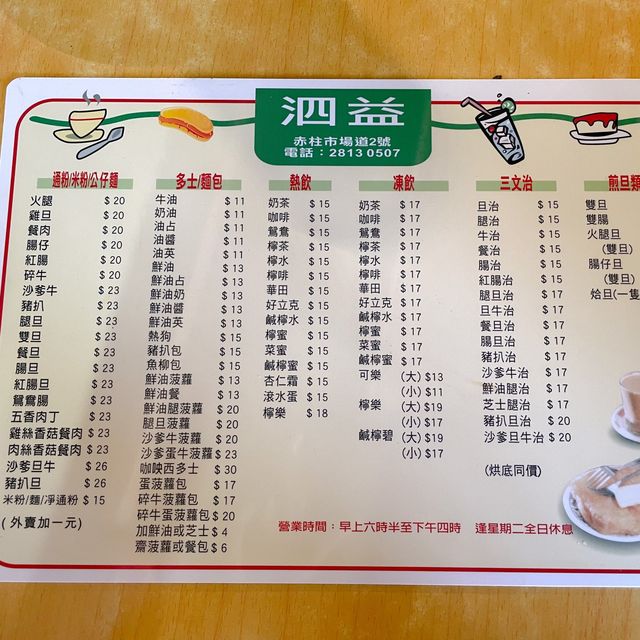 泗益
赤柱市場道2號
電話：2813 0507
通粉/米粉/公仔麵
火腿 $ 20
雞旦 $ 20
餐肉 $ 20
腸仔 $ 20
紅腸 $ 20
碎牛 $ 20
沙爹牛 $ 23
豬扒 $ 23
腿旦 $ 23
雙旦 $ 23
餐旦 $ 23
腸旦 $ 23
紅腸旦 $ 23
鴛鴦腸 $ 23
五香肉丁 $ 23
雞絲香菇餐肉 $ 23
肉絲香菇餐肉 $ 23
沙爹旦牛 $ 26
豬扒旦 $ 26
米粉/麵/凈通粉 $ 15
( 外賣加一元)
多士/麵包
牛油 $ 11
奶油 $ 11
油占 $ 11
油醬 $ 11
油英 $ 11
鮮油 $ 13
鮮油占 $ 13
鮮油奶 $ 13
鮮油醬 $ 13
鮮油英 $ 13
熱狗 $ 15
豬扒包 $ 15
魚柳包 $ 15
鮮油菠蘿 $ 13
鮮油餐 $ 13
鮮油腿菠蘿 $ 20
腿旦菠蘿 $ 20
沙爹牛菠蘿 $ 20
沙爹蛋牛菠蘿 $ 23
咖央西多士 $ 30
蛋菠蘿包 $ 17
碎牛菠蘿包 $ 17
碎牛蛋菠蘿包 $ 20
加鮮油或芝士 $ 4
齋菠蘿或餐包 $ 6
熱飲
奶茶 $ 15
咖啡 $ 15
鴛鴦 $ 15
檸茶 $ 15
檸水 $ 15
檸啡 $ 15
華田 $ 15
好立克 $ 15
鹹檸水 $ 15
檸蜜 $ 15
菜蜜 $ 15
鹹檸蜜 $ 15
杏仁霜 $ 15
滾水蛋 $ 15
檸樂 $ 18
凍飲
奶茶 $ 17
咖啡 $ 17
鴛鴦 $ 17
檸茶 $ 17
檸水 $ 17
檸啡 $ 17
華田 $ 17
好立克 $ 17
鹹檸水 $ 17
檸蜜 $ 17
菜蜜 $ 17
鹹檸蜜 $ 17
可樂 (大) $13
(小) $11
檸樂 (大) $19
(小) $17
鹹檸碧 (大) $19
(小) $17
三文治
旦治 $ 15
腿治 $ 15
牛治 $ 15
餐治 $ 15
腸治 $ 15
紅腸治 $ 15
腿旦治 $ 17
旦牛治 $ 17
餐旦治 $ 17
腸旦治 $ 17
豬扒治 $ 17
沙爹牛治 $ 17
鮮油腿治 $ 17
芝士腿治 $ 17
豬扒旦治 $ 20
沙爹旦牛治 $ 20
(烘底同價)
煎旦類
雙旦
雙腸
火腿旦
(雙旦)
腸仔旦
(雙旦)
烚旦(一隻
營業時間：早上六時半至下午四時 逢星期二全日休息